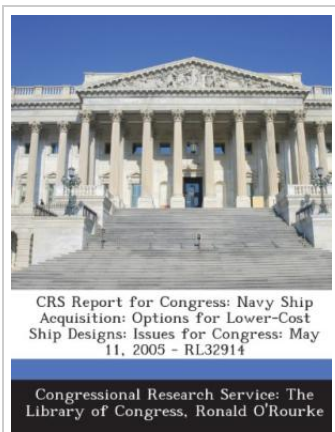 CRS Report for Congress: Navy Ship
Acquisition: Options for Lower-Cost
Ship Designs: Issues for Congress: May
11, 2005 - RL32914
Congressional Research Service: The
Library of Congress, Ronald O'Rourke